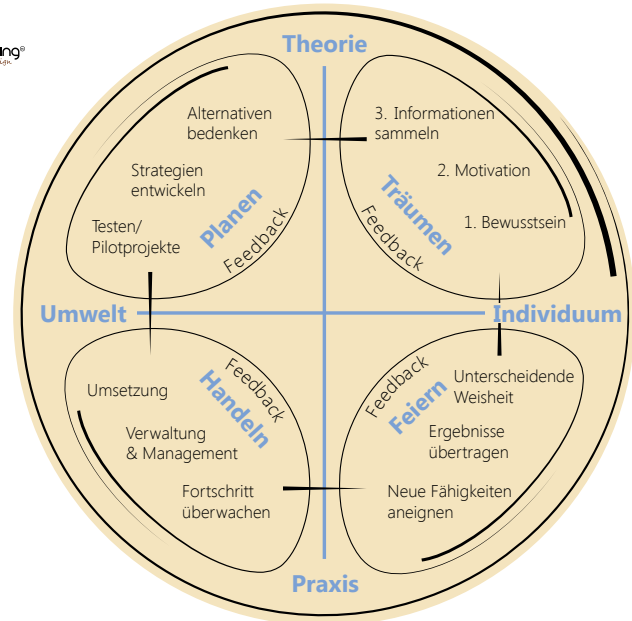 Theorie
Alternativen
bedenken
Strategien
entwickeln
Testen/
Pilotprojekte
Planen
Feedback
3. Informationen
sammeln
2. Motivation
1. Bewusstsein
Träumen
Feedback
Umwelt
Individuum
Umsetzung
Verwaltung
& Management
Fortschritt
überwachen
Handeln
Feedback
Unterscheidende
Weisheit
Ergebnisse
übertragen
Neue Fähigkeiten
aneignen
Feiern
Feedback
Praxis